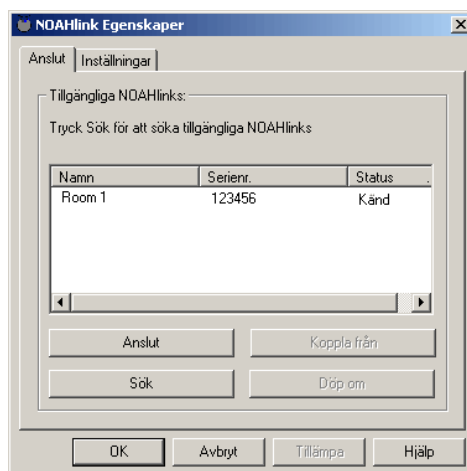 NOAHlink Egenskaper
Anslut Inställningar
Tillgängliga NOAHlinks:
Tryck Sök för att söka tillgängliga NOAHlinks
Namn Serienr. Status .
Room 1 123456 Känd
Anslut Koppla från
Sök Döp om
OK Avbryt Tillämpa Hjälp